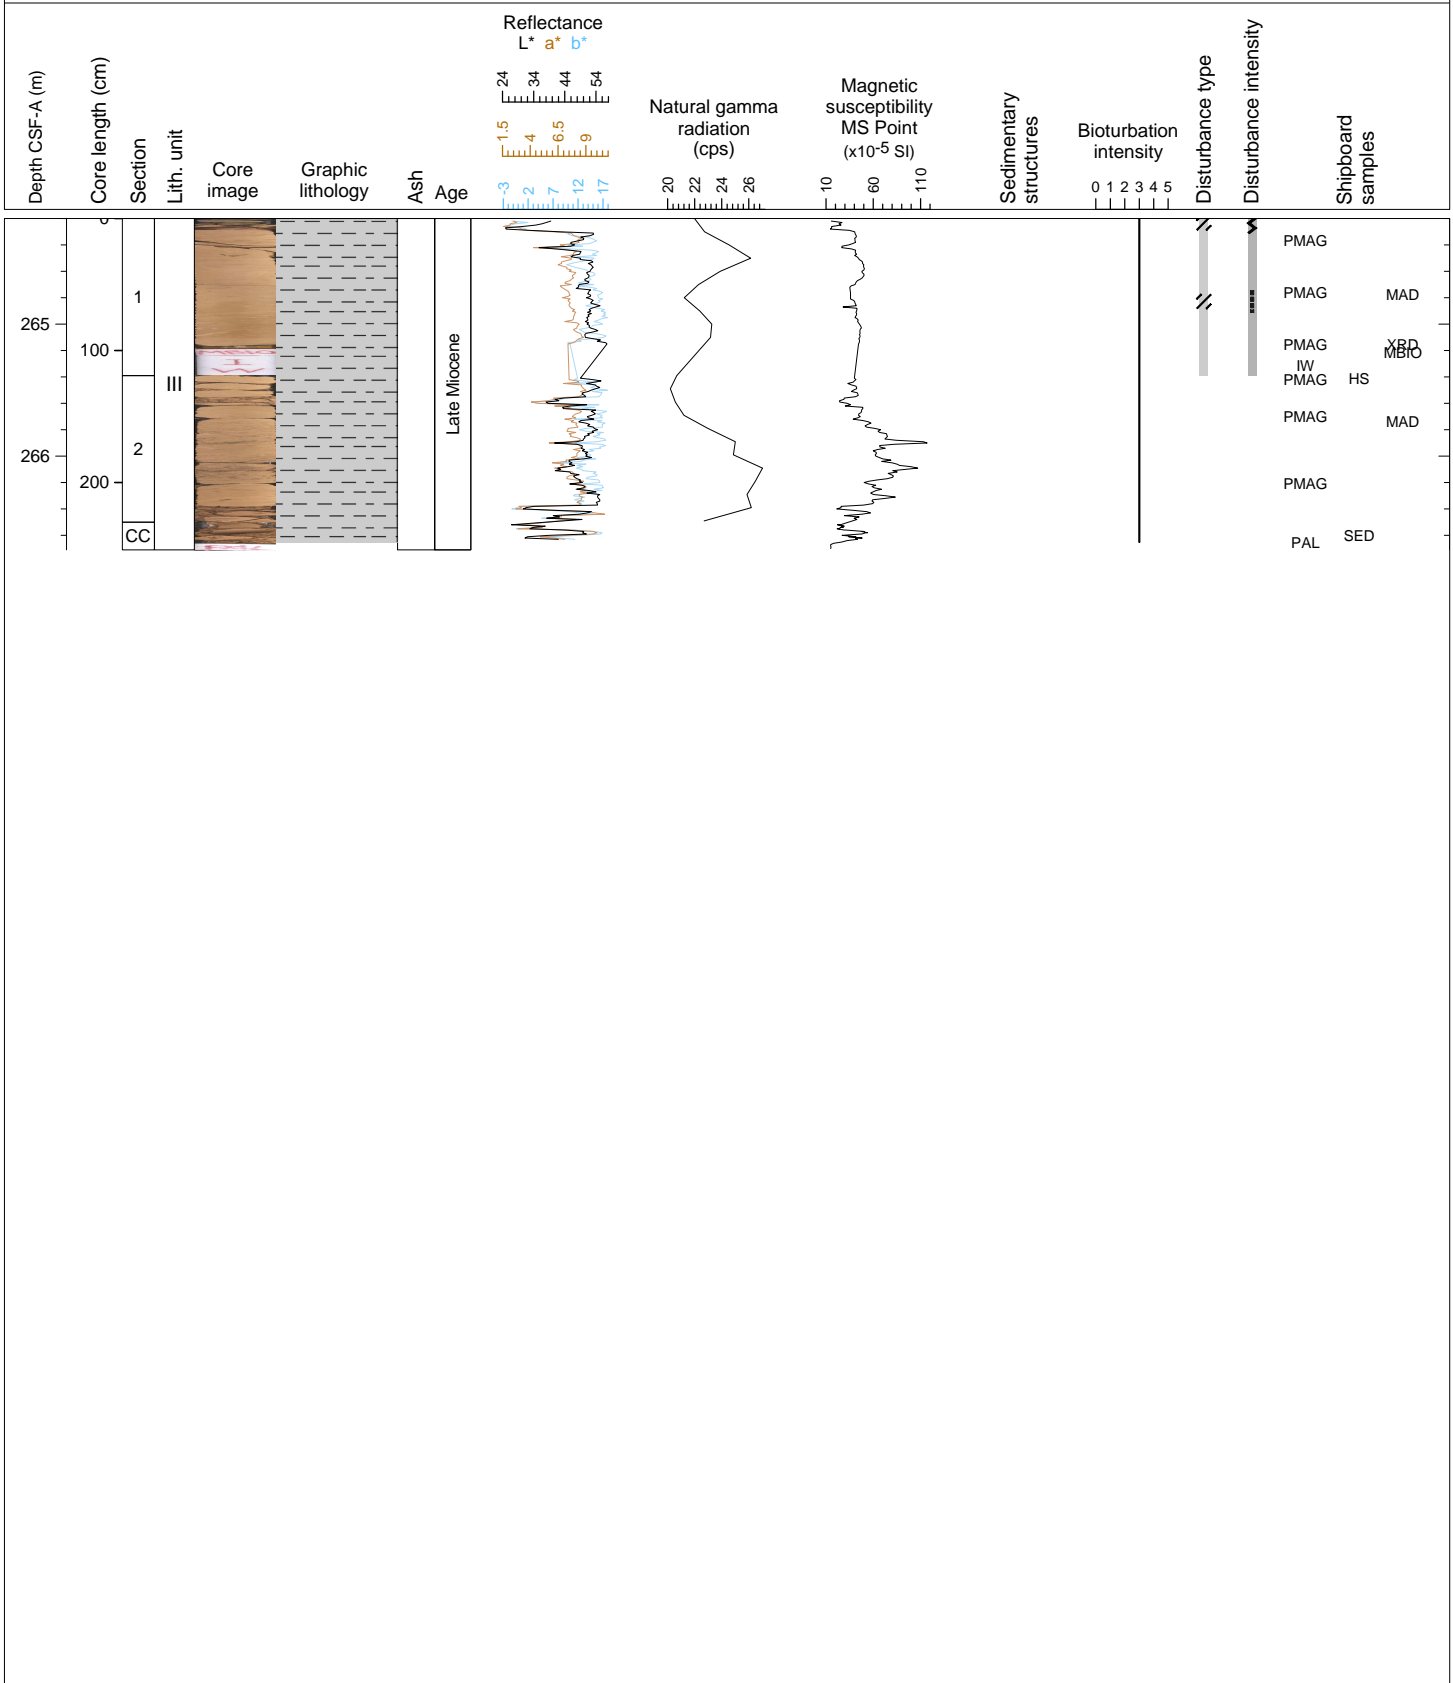 Depth CSF-A (m)
Core length (cm)
Section
Lith. unit
Core
image
Graphic
lithology
Ash
Age
Reflectance
L* a* b*
24 34 44 54
1.5 4 6.5 9
-3 2 7 12 17
Natural gamma
radiation
(cps)
20 22 24 26
Magnetic
susceptibility
MS Point
(x10-5 SI)
10 60 110
Sedimentary
structures
Bioturbation
intensity
0 1 2 3 4 5
Disturbance type
Disturbance intensity
Shipboard
samples
0
PMAG
1
PMAG MAD
265
100
PMAG XRD
MBIO
IW
III
PMAG HS
Late Miocene
PMAG MAD
2
266
200
PMAG
CC
SED
PAL